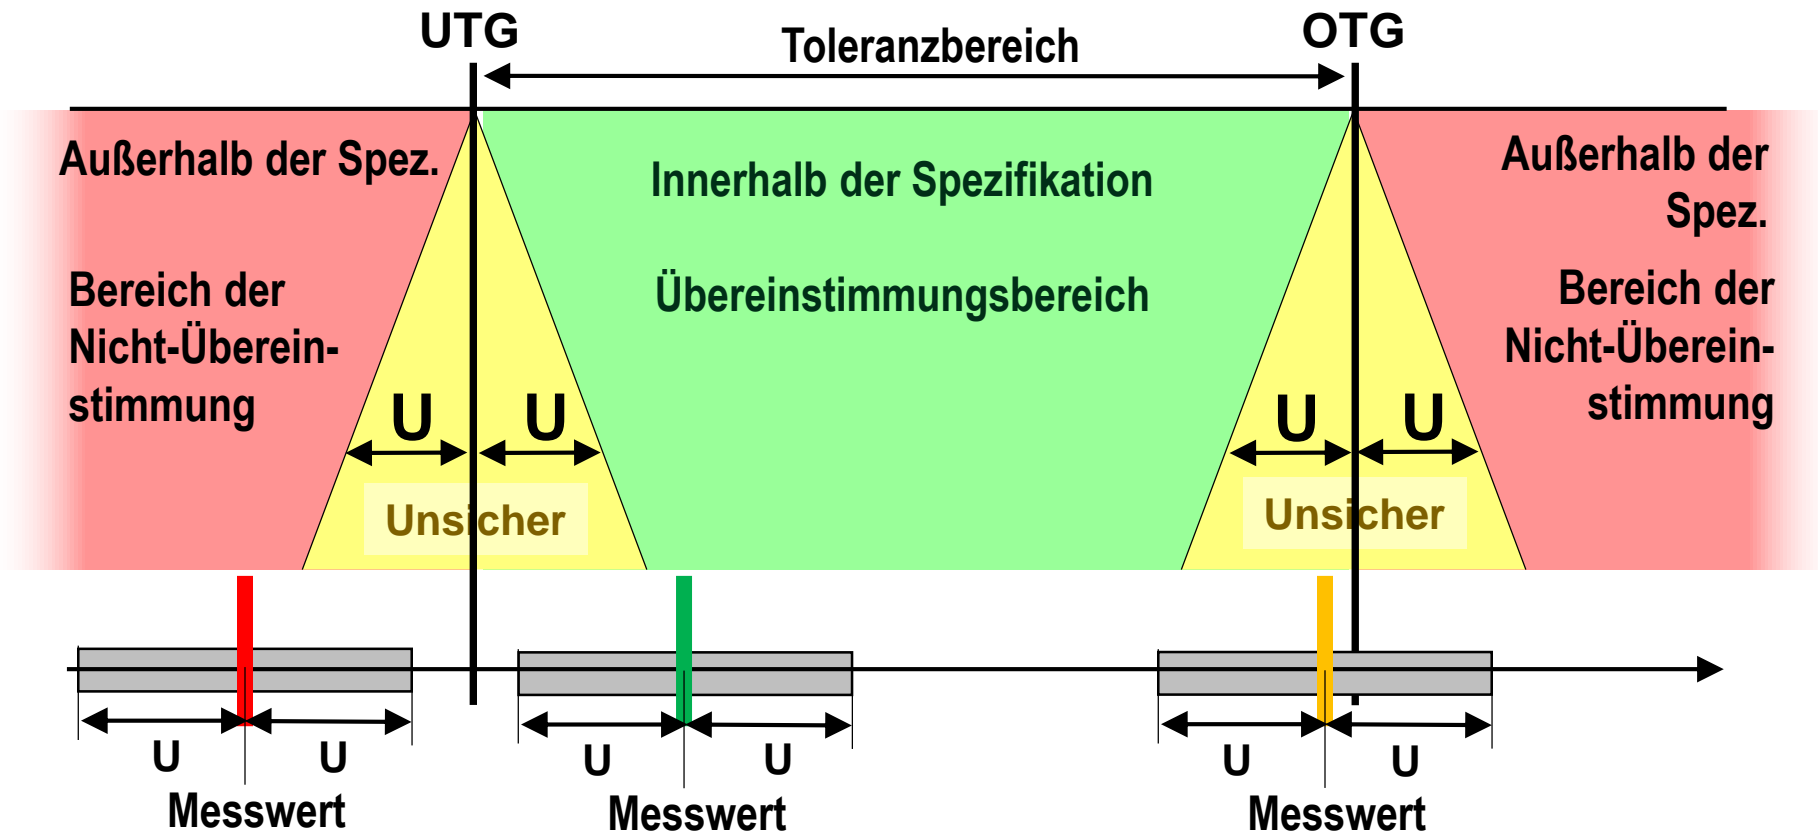 UTG
Toleranzbereich
OTG
Außerhalb der Spez.
Innerhalb der Spezifikation
Außerhalb der
Spez.
Bereich der
Nicht-Überein-
stimmung
Übereinstimmungsbereich
Bereich der
Nicht-Überein-
stimmung
U
U
U
U
Unsicher
Unsicher
U
U
U
U
U
U
Messwert
Messwert
Messwert